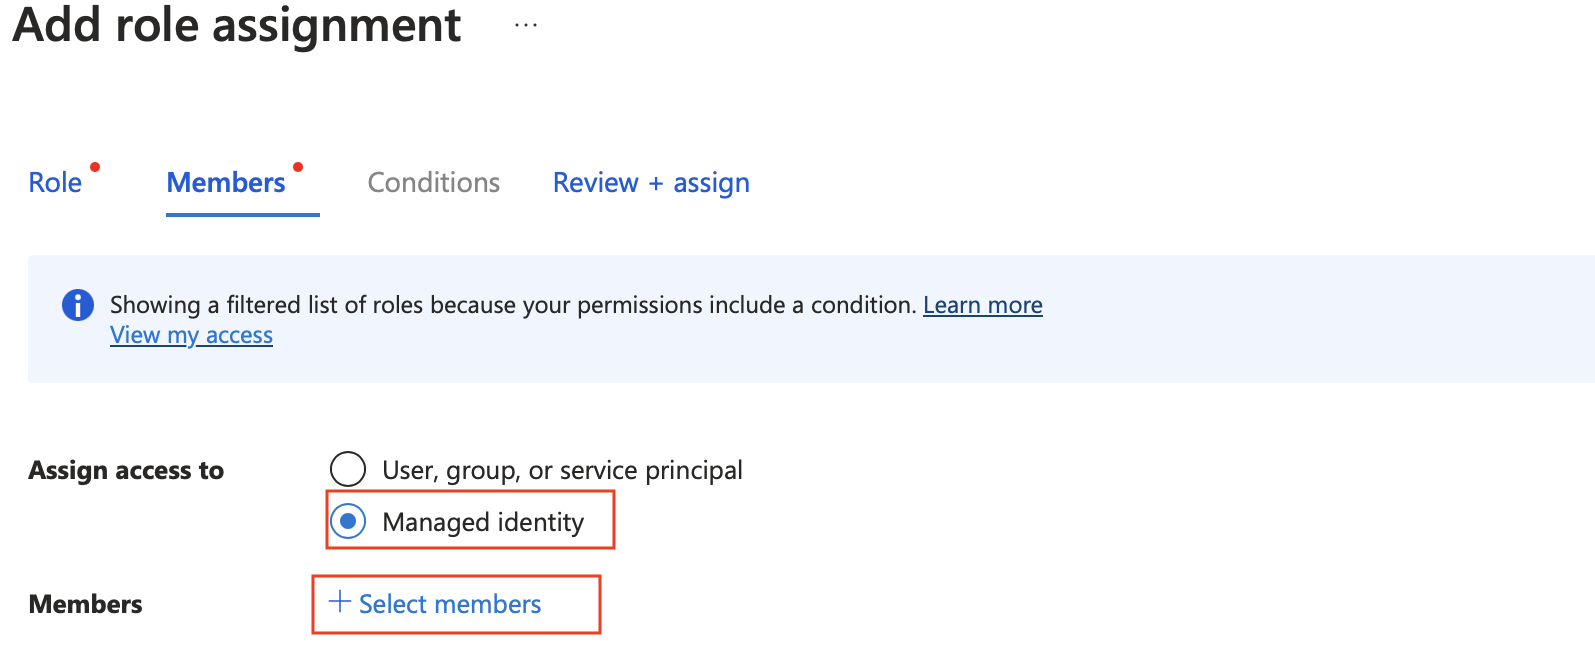 Add role assignment ...
Role Members Conditions Review + assign
Showing a filtered list of roles because your permissions include a condition. Learn more
View my access
Assign access to User, group, or service principal
Managed identity
Members + Select members